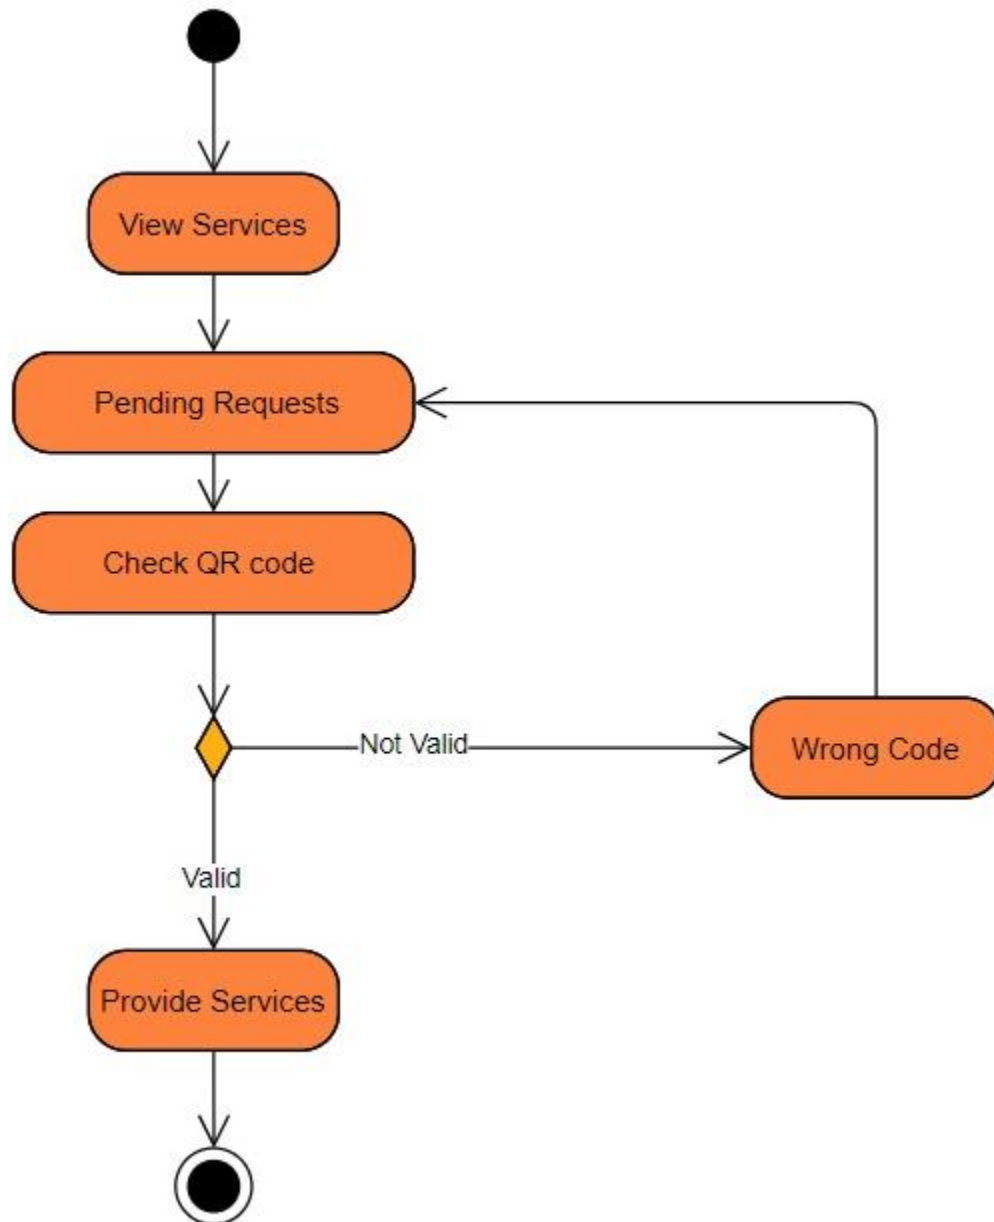 View Services
Pending Requests
Check QR code
Not Valid
Wrong Code
Valid
Provide Services